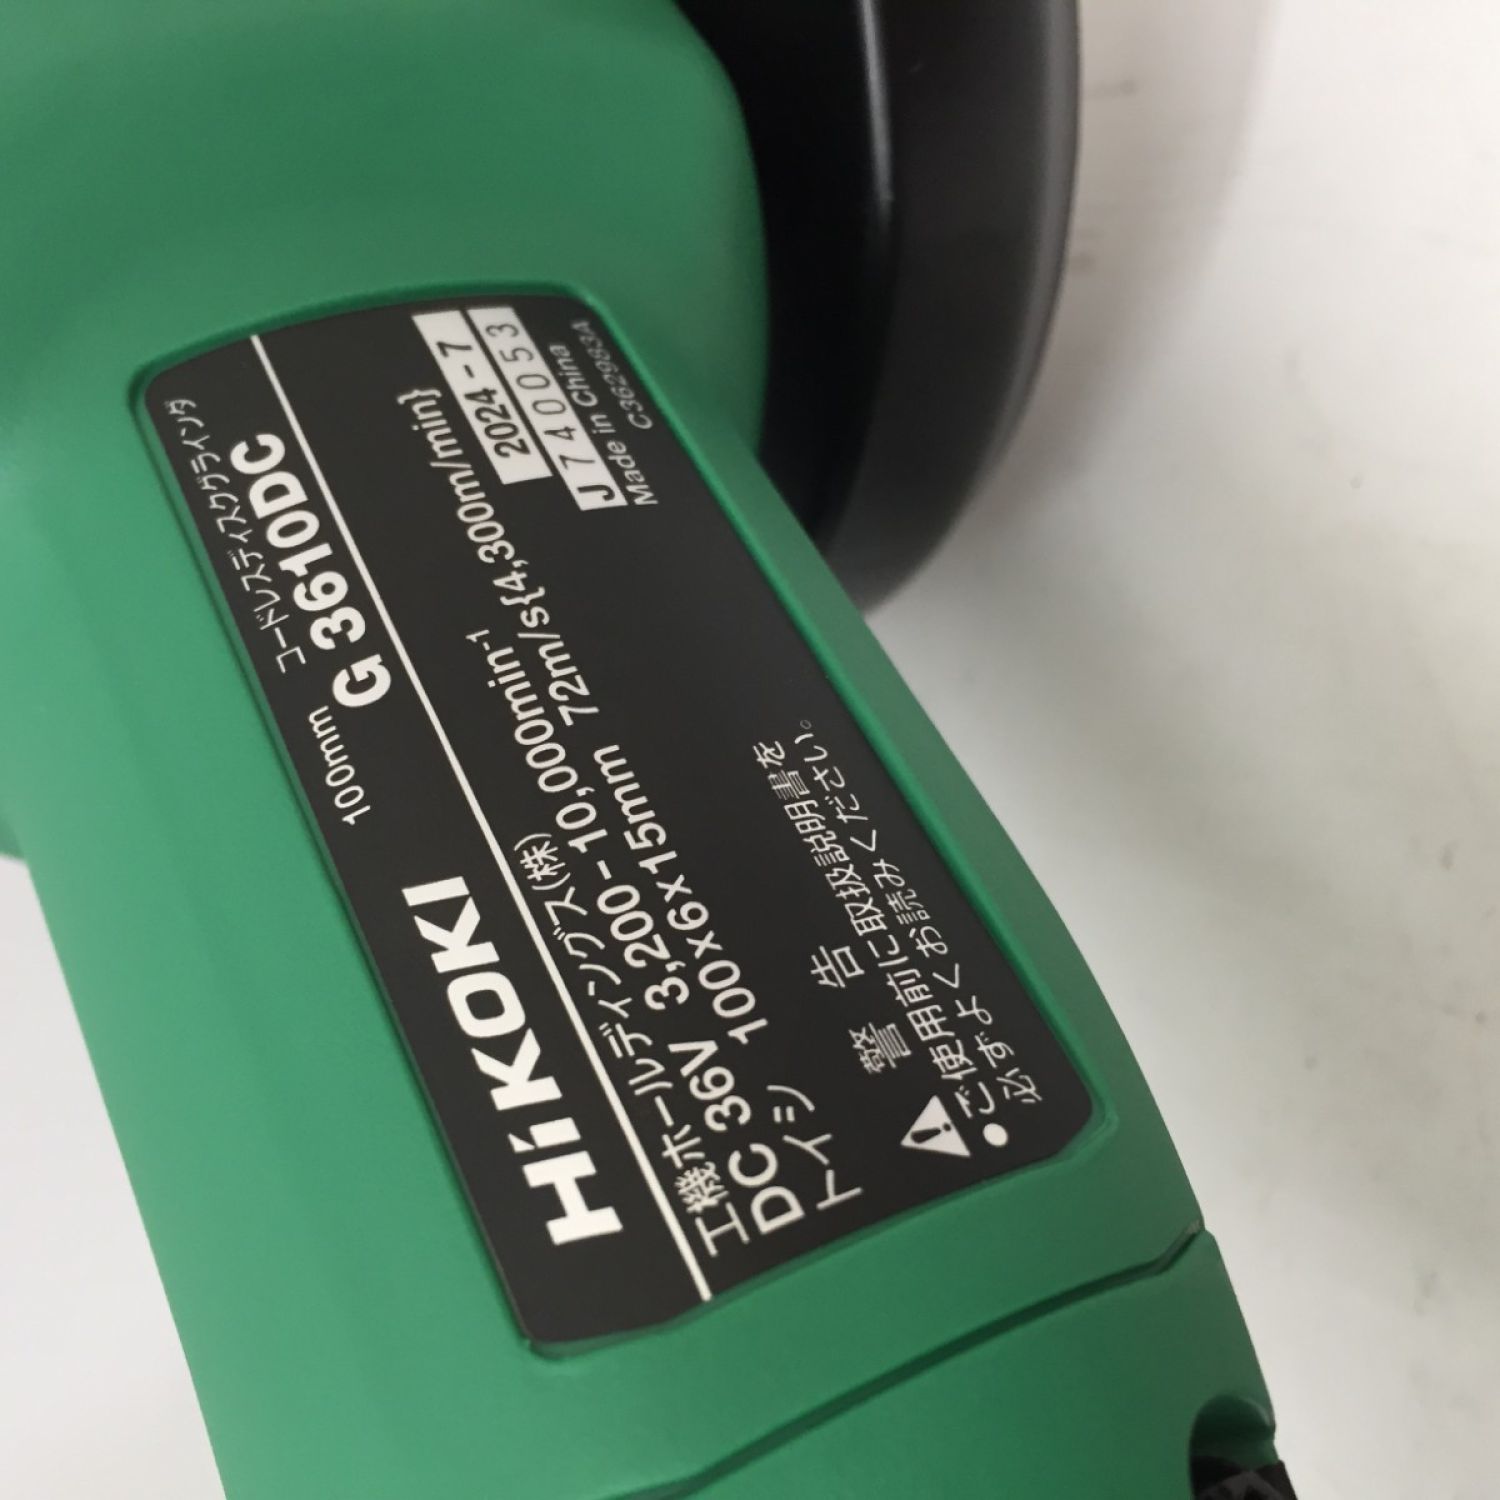 100mm コードレスディスクグラインダ
HiKOKI G 3610DC
工機ホールディングス(株)
DC 36V 3,200-10,000min-1
トイシ 100×6×15mm 72m/s{4,300m/min}
警 告
●ご使用前に取扱説明書を
必ずよくお読みください。
2024-7
J740053
Made in China
C3629883A